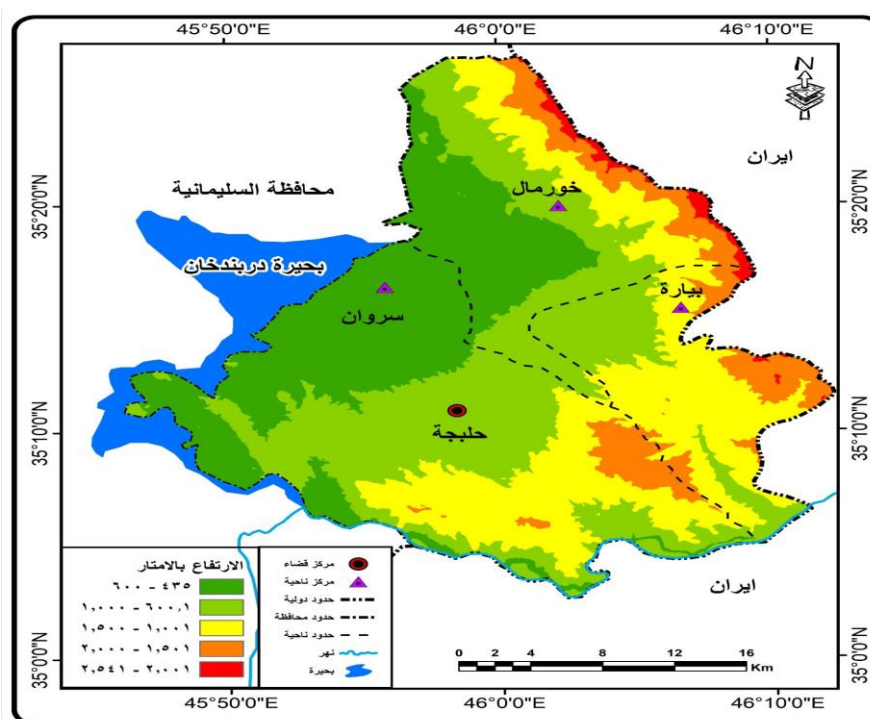 45°50'0"E
46°0'0"E
46°10'0"E
N
ايران
محافظة السليمانية
خورمال
35°20'0"N
35°20'0"N
بحيرة دربندخان
بيارة
سروان
حلبجة
35°10'0"N
35°10'0"N
ايران
الارتفاع بالامتار
٤٣٥ - ٦٠٠
٦٠٠,١ - ١,٠٠٠
١,٠٠١ - ١,٥٠٠
١,٥٠١ - ٢,٠٠٠
٢,٠٠١ - ٢,٥٤١
مركز قضاء
مركز ناحية
حدود دولية
حدود محافظة
حدود ناحية
نهر
بحيرة
0 2 4 8 12 16
Km
35°0'0"N
35°0'0"N
45°50'0"E
46°0'0"E
46°10'0"E